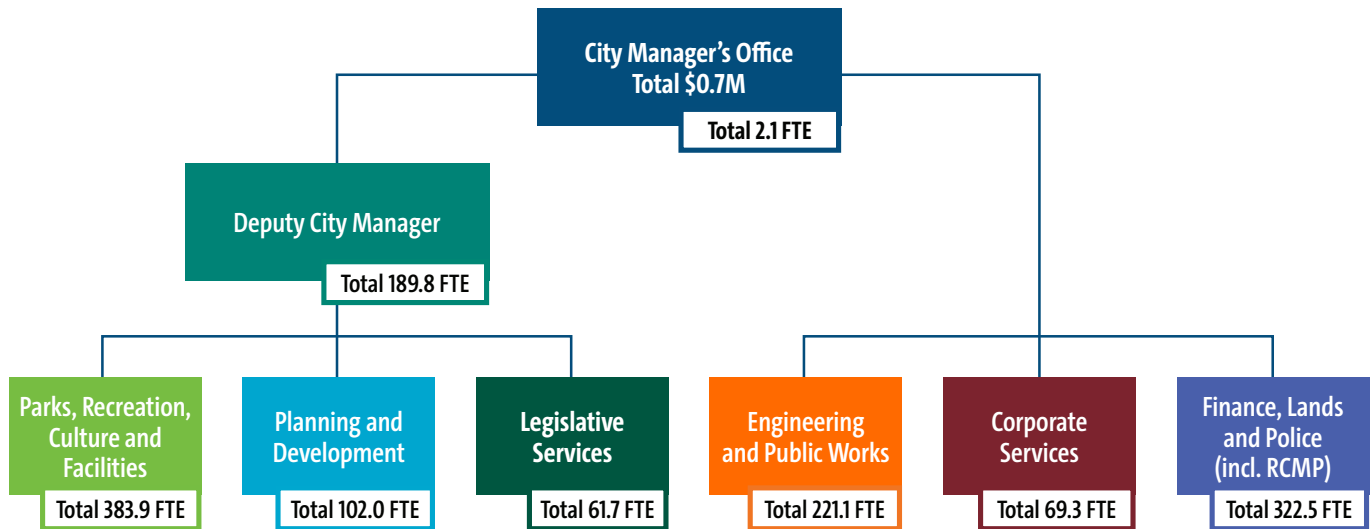 City Manager’s Office
Total $0.7M
Total 2.1 FTE
Deputy City Manager
Total 189.8 FTE
Parks, Recreation,
Culture and
Facilities
Total 383.9 FTE
Planning and
Development
Total 102.0 FTE
Legislative
Services
Total 61.7 FTE
Engineering
and Public Works
Total 221.1 FTE
Corporate
Services
Total 69.3 FTE
Finance, Lands
and Police
(incl. RCMP)
Total 322.5 FTE